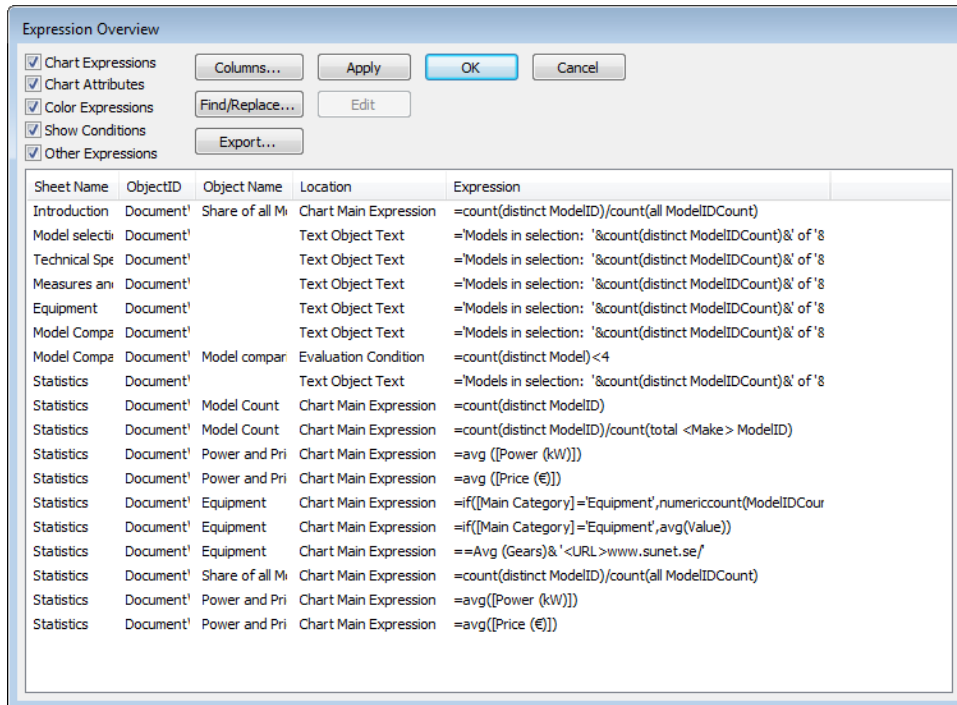 Expression Overview
Chart Expressions
Chart Attributes
Color Expressions
Show Conditions
Other Expressions
Columns... Apply OK Cancel
Find/Replace... Edit
Export...
Sheet Name ObjectID Object Name Location Expression
Introduction Document\ Share of all Mo Chart Main Expression =count(distinct ModelID)/count(all ModelIDCount)
Model selecti Document\ Text Object Text ='Models in selection:  '&count(distinct ModelIDCount)&' of '&
Technical Spe Document\ Text Object Text ='Models in selection:  '&count(distinct ModelIDCount)&' of '&
Measures and Document\ Text Object Text ='Models in selection:  '&count(distinct ModelIDCount)&' of '&
Equipment Document\ Text Object Text ='Models in selection:  '&count(distinct ModelIDCount)&' of '&
Model Compa Document\ Text Object Text ='Models in selection:  '&count(distinct ModelIDCount)&' of '&
Model Compa Document\ Model compari Evaluation Condition =count(distinct Model)<4
Statistics Document\ Text Object Text ='Models in selection:  '&count(distinct ModelIDCount)&' of '&
Statistics Document\ Model Count Chart Main Expression =count(distinct ModelID)
Statistics Document\ Model Count Chart Main Expression =count(distinct ModelID)/count(total <Make> ModelID)
Statistics Document\ Power and Pri Chart Main Expression =avg ([Power (kW)])
Statistics Document\ Power and Pri Chart Main Expression =avg ([Price (€)])
Statistics Document\ Equipment Chart Main Expression =if([Main Category]='Equipment',numericcount(ModelIDCour
Statistics Document\ Equipment Chart Main Expression =if([Main Category]='Equipment',avg(Value))
Statistics Document\ Equipment Chart Main Expression ==Avg (Gears)& '<URL>www.sunet.se/'
Statistics Document\ Share of all Mo Chart Main Expression =count(distinct ModelID)/count(all ModelIDCount)
Statistics Document\ Power and Pri Chart Main Expression =avg([Power (kW)])
Statistics Document\ Power and Pri Chart Main Expression =avg([Price (€)])